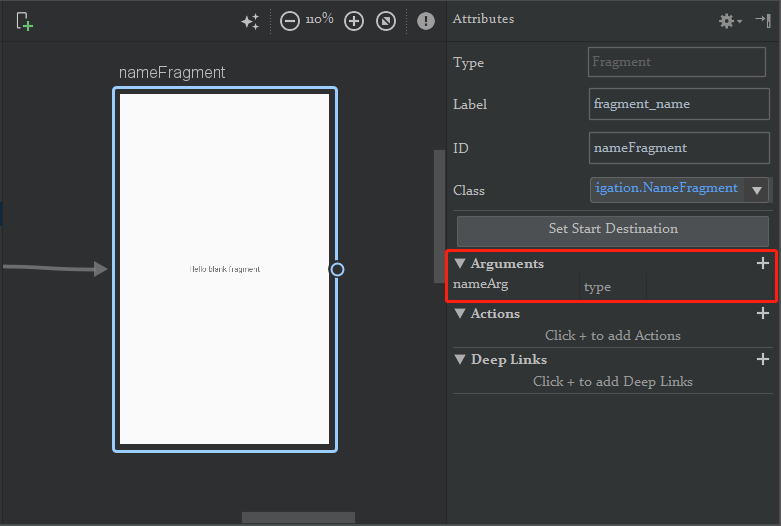 110%
nameFragment
Hello blank fragment
Attributes
Type
Fragment
Label
fragment_name
ID
nameFragment
Class
igation.NameFragment
Set Start Destination
Arguments
nameArg
type
Actions
Click + to add Actions
Deep Links
Click + to add Deep Links